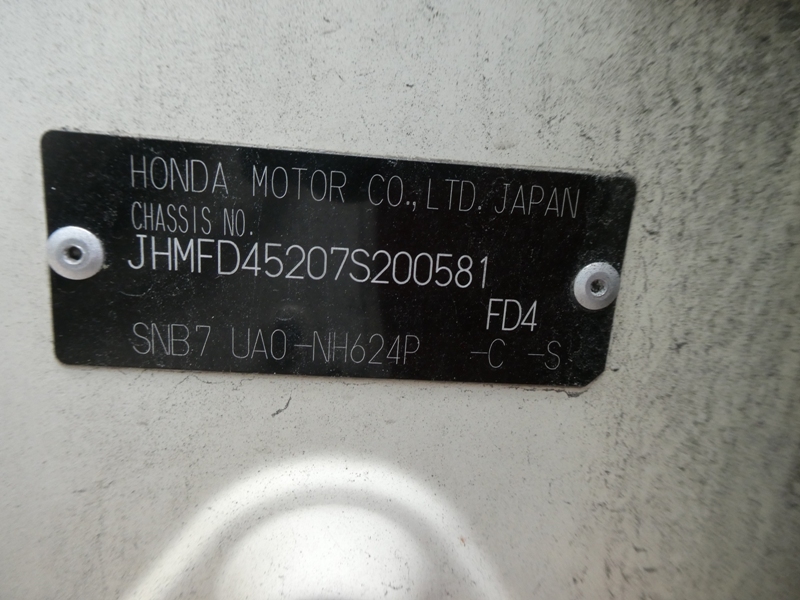 HONDA MOTOR CO.,LTD. JAPAN
CHASSIS NO.
JHMFD45207S200581
FD4
SNB7 UA0-NH624P -C -S